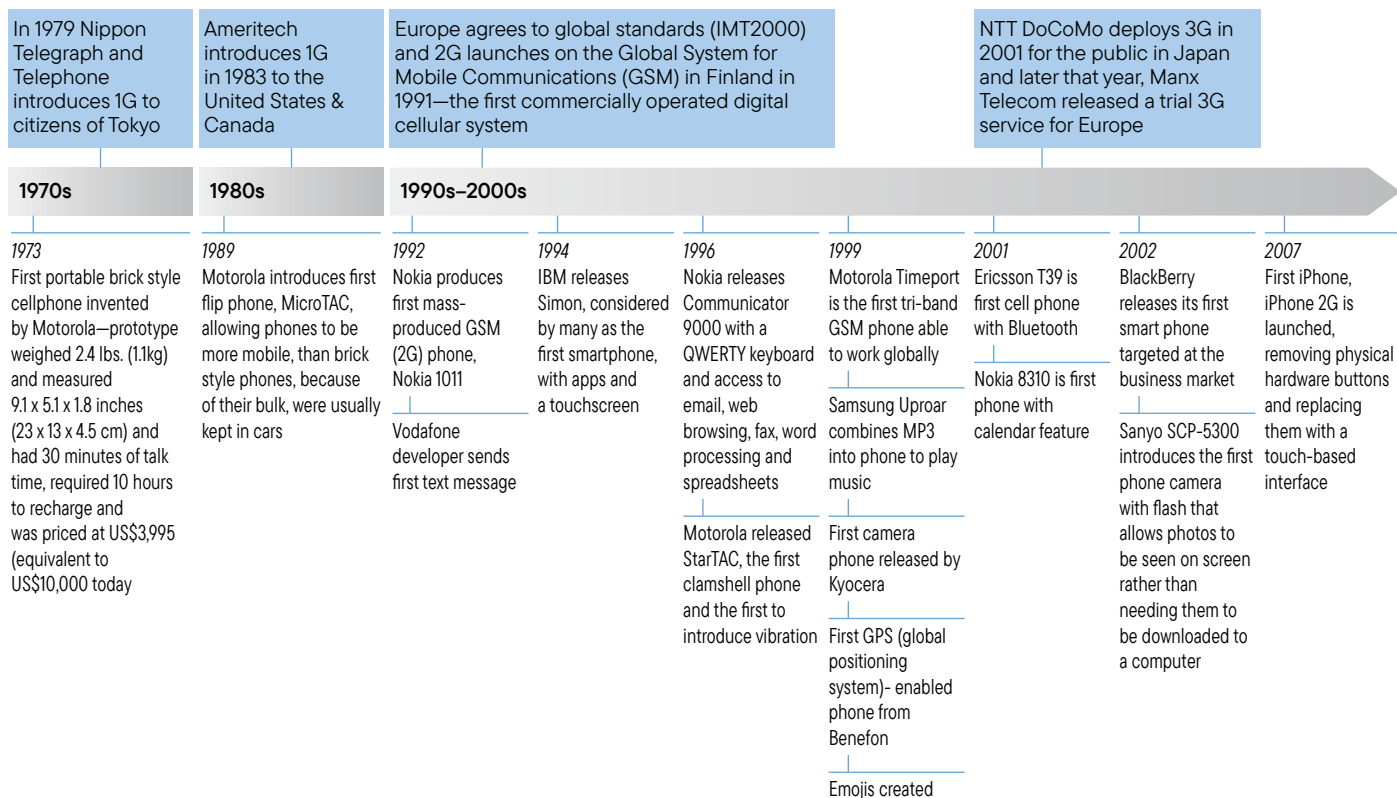 In 1979 Nippon
Telegraph and
Telephone
introduces 1G to
citizens of Tokyo
Ameritech
introduces 1G
in 1983 to the
United States &
Canada
Europe agrees to global standards (IMT2000)
and 2G launches on the Global System for
Mobile Communications (GSM) in Finland in
1991—the first commercially operated digital
cellular system
NTT DoCoMo deploys 3G in
2001 for the public in Japan
and later that year, Manx
Telecom released a trial 3G
service for Europe
1970s
1980s
1990s–2000s
1973
First portable brick style
cellphone invented
by Motorola—prototype
weighed 2.4 lbs. (1.1kg)
and measured
9.1 x 5.1 x 1.8 inches
(23 x 13 x 4.5 cm) and
had 30 minutes of talk
time, required 10 hours
to recharge and
was priced at US$3,995
(equivalent to
US$10,000 today
1989
Motorola introduces first
flip phone, MicroTAC,
allowing phones to be
more mobile, than brick
style phones, because
of their bulk, were usually
kept in cars
1992
Nokia produces
first mass-
produced GSM
(2G) phone,
Nokia 1011
Vodafone
developer sends
first text message
1994
IBM releases
Simon, considered
by many as the
first smartphone,
with apps and
a touchscreen
1996
Nokia releases
Communicator
9000 with a
QWERTY keyboard
and access to
email, web
browsing, fax, word
processing and
spreadsheets
Motorola released
StarTAC, the first
clamshell phone
and the first to
introduce vibration
1999
Motorola Timeport
is the first tri-band
GSM phone able
to work globally
Samsung Uproar
combines MP3
into phone to play
music
First camera
phone released by
Kyocera
First GPS (global
positioning
system)- enabled
phone from
Benefon
Emojis created
2001
Ericsson T39 is
first cell phone
with Bluetooth
Nokia 8310 is first
phone with
calendar feature
2002
BlackBerry
releases its first
smart phone
targeted at the
business market
Sanyo SCP-5300
introduces the first
phone camera
with flash that
allows photos to
be seen on screen
rather than
needing them to
be downloaded to
a computer
2007
First iPhone,
iPhone 2G is
launched,
removing physical
hardware buttons
and replacing
them with a
touch-based
interface